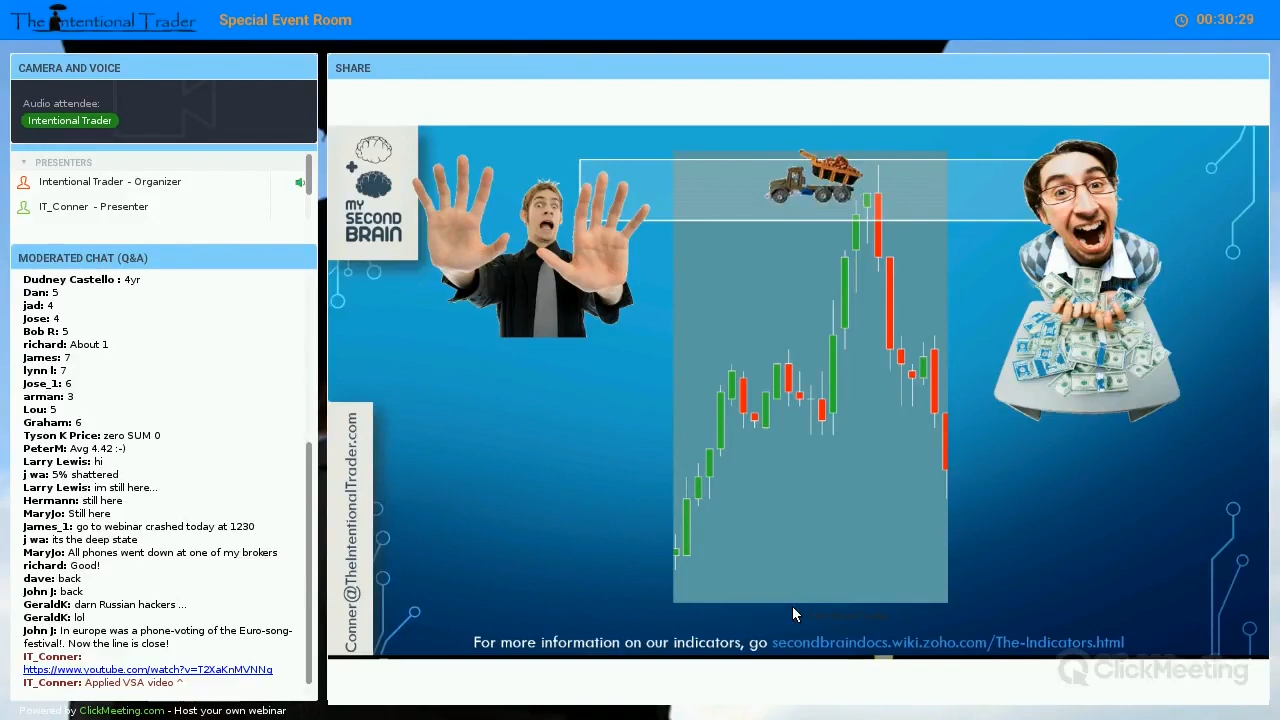 The Intentional Trader
Special Event Room
00:30:29
CAMERA AND VOICE
Audio attendee:
Intentional Trader
PRESENTERS
Intentional Trader - Organizer
IT_Conner - Presenter
MODERATED CHAT (Q&A)
Dudney Castello : 4yr
Dan: 5
jad: 4
Jose: 4
Bob R: 5
richard: About 1
James: 7
lynn l: 7
Jose_1: 6
arman: 3
Lou: 5
Graham: 6
Tyson K Price: zero SUM 0
PeterM: Avg 4.42 :-)
Larry Lewis: hi
j wa: 5% shattered
Larry Lewis: im still here...
Hermann: still here
MaryJo: Still here
James_1: go to webinar crashed today at 1230
j wa: its the deep state
MaryJo: All phones went down at one of my brokers
richard: Good!
dave: back
John J: back
GeraldK: darn Russian hackers ...
GeraldK: lol
John J: In europe was a phone-voting of the Euro-song-
festival!. Now the line is close!
IT_Conner:
https://www.youtube.com/watch?v=T2XaKnMVNNg
IT_Conner: Applied VSA video ^
Powered by ClickMeeting.com - Host your own webinar
SHARE
MY
SECOND
BRAIN
Conner@TheIntentionalTrader.com
For more information on our indicators, go secondbraindocs.wiki.zoho.com/The-Indicators.html
ClickMeeting